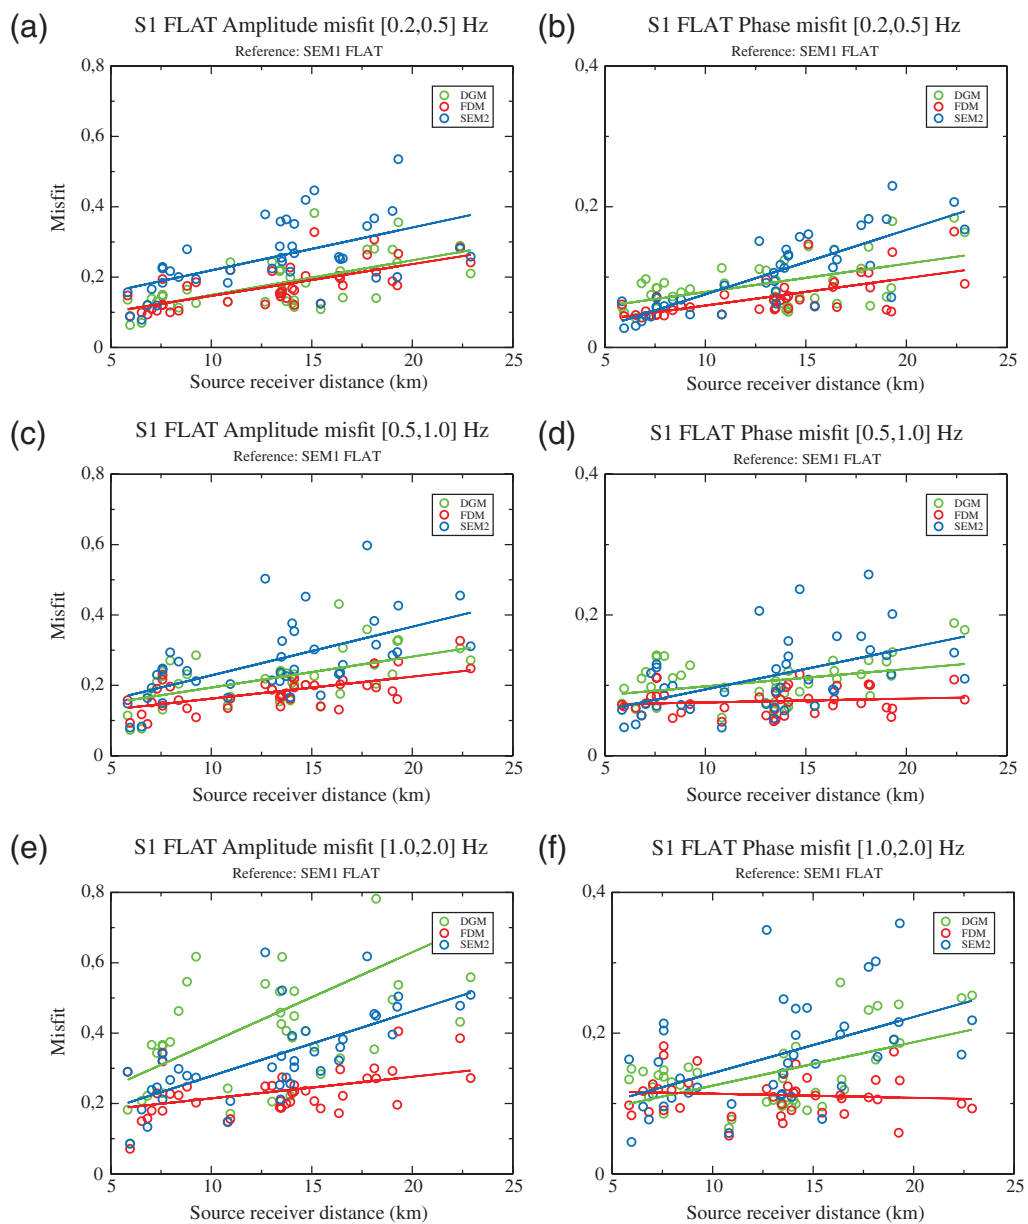 (a)
S1 FLAT Amplitude misfit [0.2,0.5] Hz
Reference: SEM1 FLAT
0,8
0,6
0,4
0,2
0
Misfit
DGM
FDM
SEM2
5 10 15 20 25
Source receiver distance (km)
(b)
S1 FLAT Phase misfit [0.2,0.5] Hz
Reference: SEM1 FLAT
0,4
0,2
0
DGM
FDM
SEM2
5 10 15 20 25
Source receiver distance (km)
(c)
S1 FLAT Amplitude misfit [0.5,1.0] Hz
Reference: SEM1 FLAT
0,8
0,6
0,4
0,2
0
Misfit
DGM
FDM
SEM2
5 10 15 20 25
Source receiver distance (km)
(d)
S1 FLAT Phase misfit [0.5,1.0] Hz
Reference: SEM1 FLAT
0,4
0,2
0
DGM
FDM
SEM2
5 10 15 20 25
Source receiver distance (km)
(e)
S1 FLAT Amplitude misfit [1.0,2.0] Hz
Reference: SEM1 FLAT
0,8
0,6
0,4
0,2
0
Misfit
DGM
FDM
SEM2
5 10 15 20 25
Source receiver distance (km)
(f)
S1 FLAT Phase misfit [1.0,2.0] Hz
Reference: SEM1 FLAT
0,4
0,2
0
DGM
FDM
SEM2
5 10 15 20 25
Source receiver distance (km)